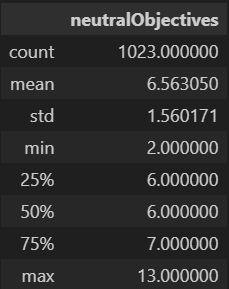 neutralObjectives
count 1023.000000
mean 6.563050
std 1.560171
min 2.000000
25% 6.000000
50% 6.000000
75% 7.000000
max 13.000000